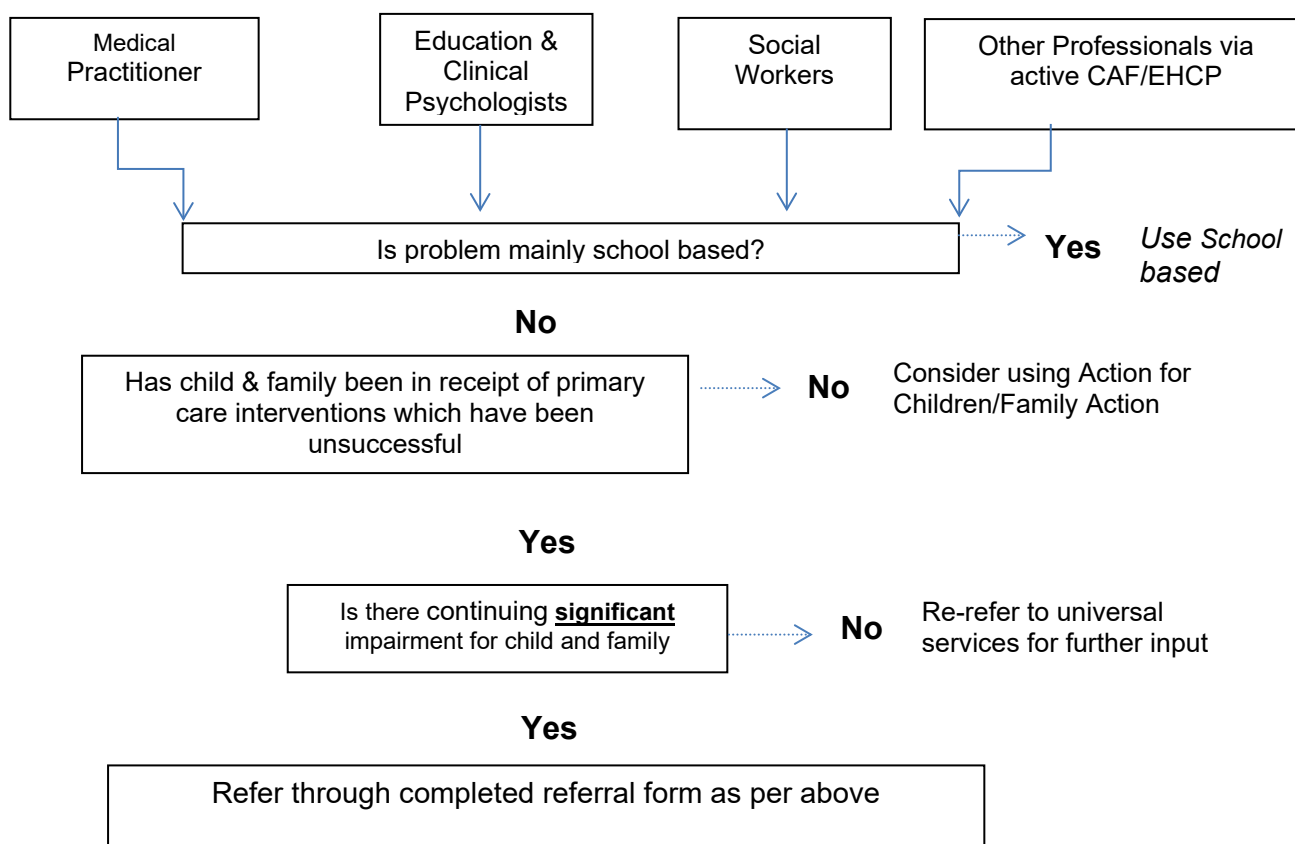 Medical
Practitioner
Education &
Clinical
Psychologists
Social
Workers
Other Professionals via
active CAF/EHCP
Is problem mainly school based?
Yes
Use School
based
No
Has child & family been in receipt of primary
care interventions which have been
unsuccessful
No
Consider using Action for
Children/Family Action
Yes
Is there continuing significant
impairment for child and family
No
Re-refer to universal
services for further input
Yes
Refer through completed referral form as per above